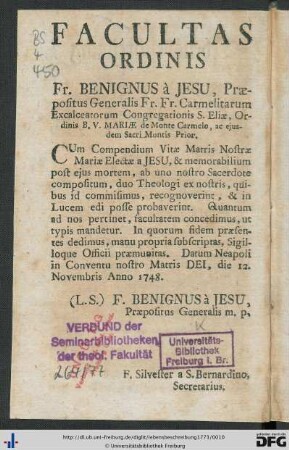 BS
4
450
FACULTAS
ORDINIS
Fr. BENIGNUS à JESU, Præ-
positus Generalis Fr. Fr. Carmelitarum
Excalceatorum Congregationis S. Eliæ, Or-
dinis B. V. MARIÆ de Monte Carmelo, ac ejus-
dem Sacri Montis Prior.
CUm Compendium Vitæ Matris Nostræ
Mariæ Electæ a JESU, & memorabilium
post ejus mortem, ab uno nostro Sacerdote
compositum, duo Theologi ex nostris, qui-
bus id commisimus, recognoverint, & in
Lucem edi posse probaverint. Quantum
ad nos pertinet, facultatem concedimus, ut
typis mandetur. In quorum fidem præsen-
tes dedimus, manu propria subscriptas, Sigil-
loque Officii præmunitas. Datum Neapoli
in Conventu nostro Matris DEI, die 12.
Novembris Anno 1748.
(L.S.) F. BENIGNUS à JESU,
Præpositus Generalis m. p.
VERBUND der
Seminarbibliotheken
der theol. Fakultät
Universitäts-
Bibliothek
Freiburg i. Br.
F. Silvester a S. Bernardino,
Secretarius.
http://dl.ub.uni-freiburg.de/diglit/lebensbeschreibung1773/0010
© Universitätsbibliothek Freiburg
DFG